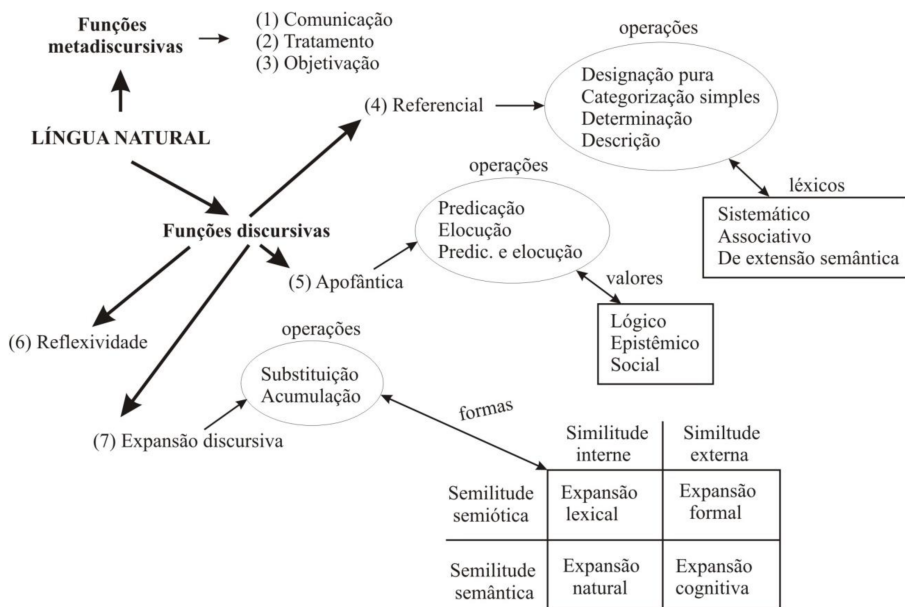 Funções
metadiscursivas
(1) Comunicação
(2) Tratamento
(3) Objetivação
LÍNGUA NATURAL
Funções discursivas
(4) Referencial
operações
Designação pura
Categorização simples
Determinação
Descrição
léxicos
Sistemático
Associativo
De extensão semântica
(5) Apofântica
operações
Predicação
Elocução
Predic. e elocução
valores
Lógico
Epistêmico
Social
(6) Reflexividade
(7) Expansão discursiva
operações
Substituição
Acumulação
formas
Similitude
interne
Similtude
externa
Semilitude
semiótica
Expansão
lexical
Expansão
formal
Semilitude
semântica
Expansão
natural
Expansão
cognitiva